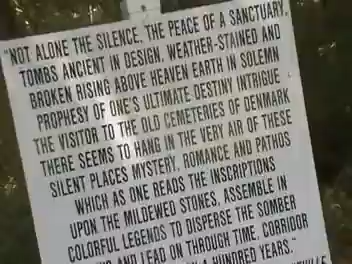 "NOT ALONE THE SILENCE, THE PEACE OF A SANCTUARY,
TOMBS ANCIENT IN DESIGN, WEATHER-STAINED AND
BROKEN RISING ABOVE HEAVEN EARTH IN SOLEMN
PROPHESY OF ONE'S ULTIMATE DESTINY INTRIGUE
THE VISITOR TO THE OLD CEMETERIES OF DENMARK
THERE SEEMS TO HANG IN THE VERY AIR OF THESE
SILENT PLACES MYSTERY, ROMANCE AND PATHOS
WHICH AS ONE READS THE INSCRIPTIONS
UPON THE MILDEWED STONES, ASSEMBLE IN
COLORFUL LEGENDS TO DISPERSE THE SOMBER
AND LEAD ON THROUGH TIME, CORRIDOR
A HUNDRED YEARS."